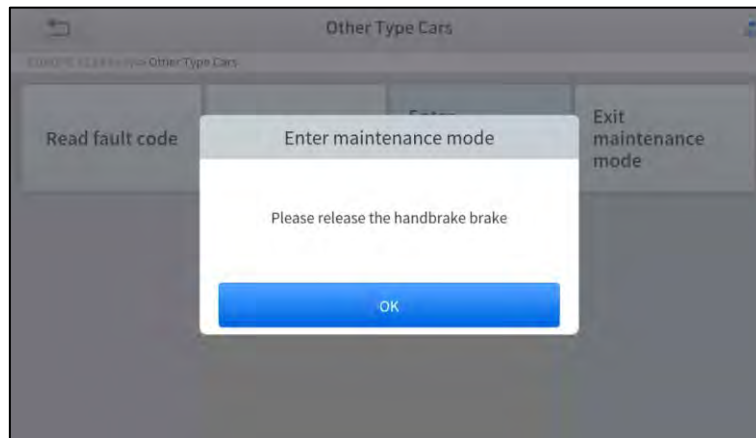 Other Type Cars
Other Type Cars
Read fault code
Enter
Exit
maintenance
mode
Enter maintenance mode
Please release the handbrake brake
OK